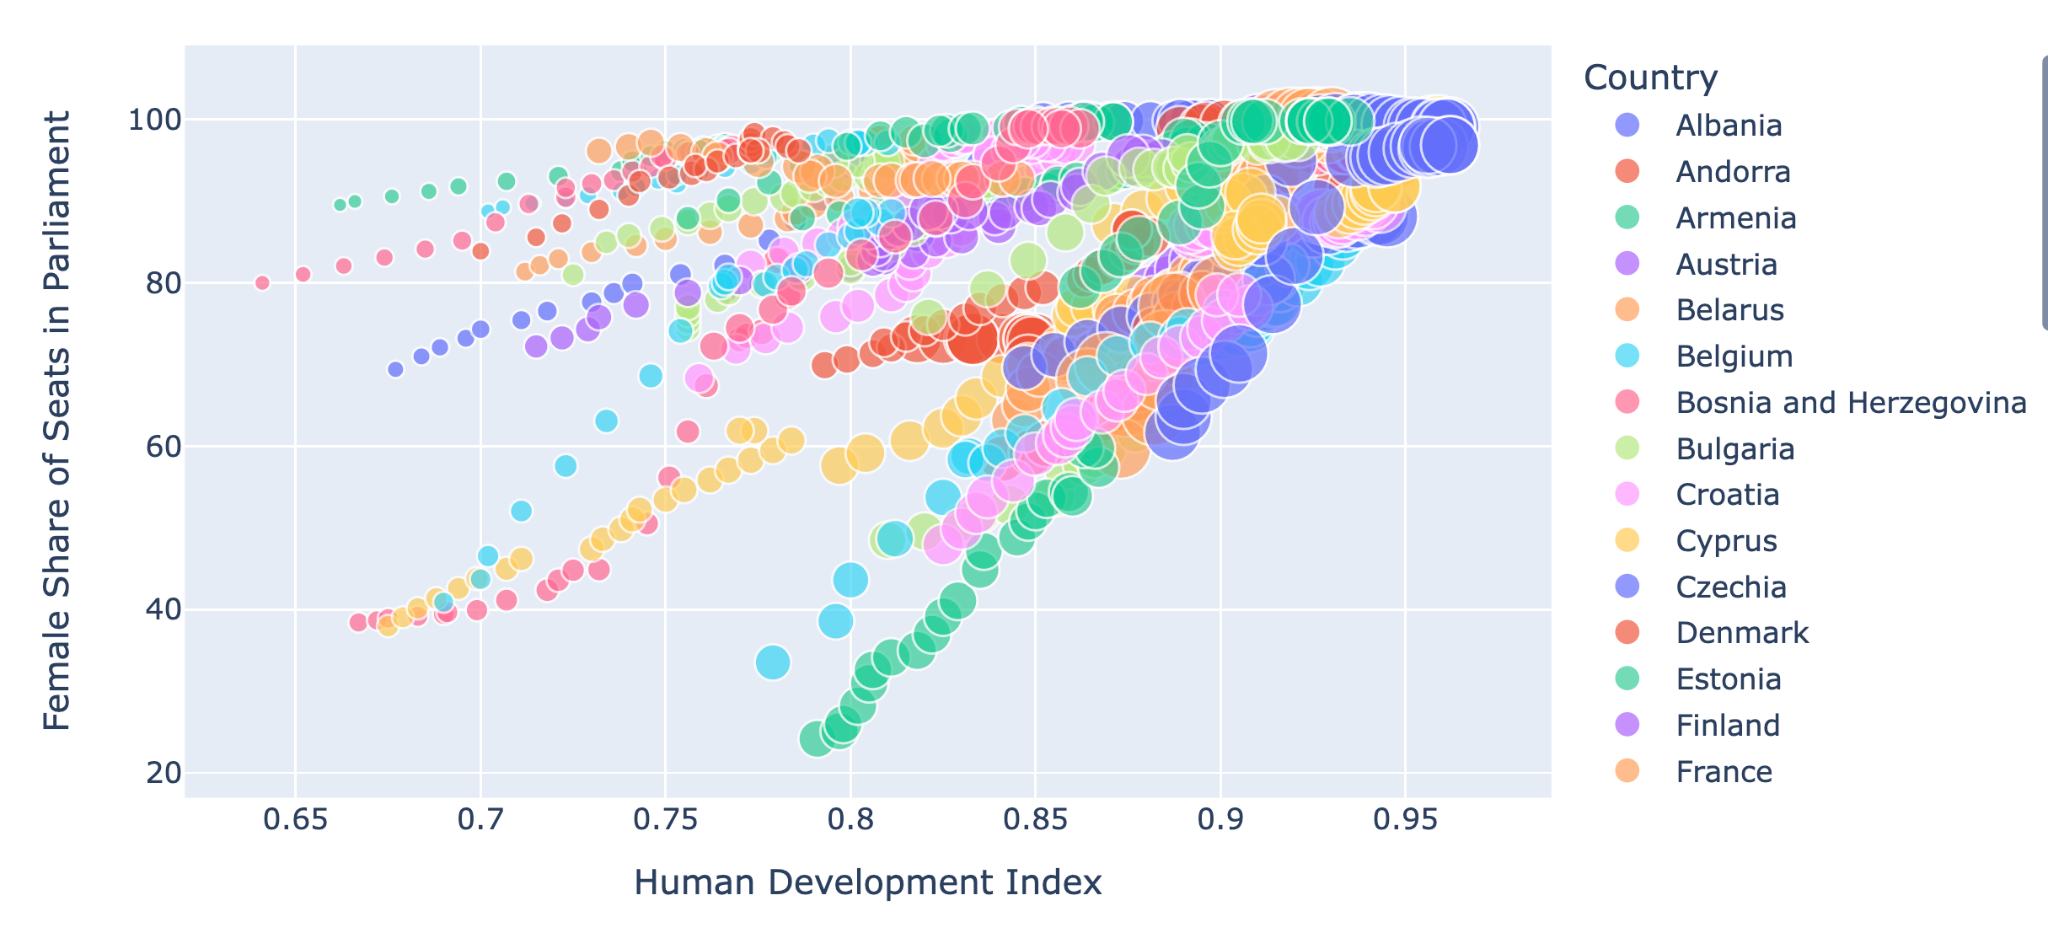 Female Share of Seats in Parliament
100
80
60
40
20
0.65 0.7 0.75 0.8 0.85 0.9 0.95
Human Development Index
Country
Albania
Andorra
Armenia
Austria
Belarus
Belgium
Bosnia and Herzegovina
Bulgaria
Croatia
Cyprus
Czechia
Denmark
Estonia
Finland
France